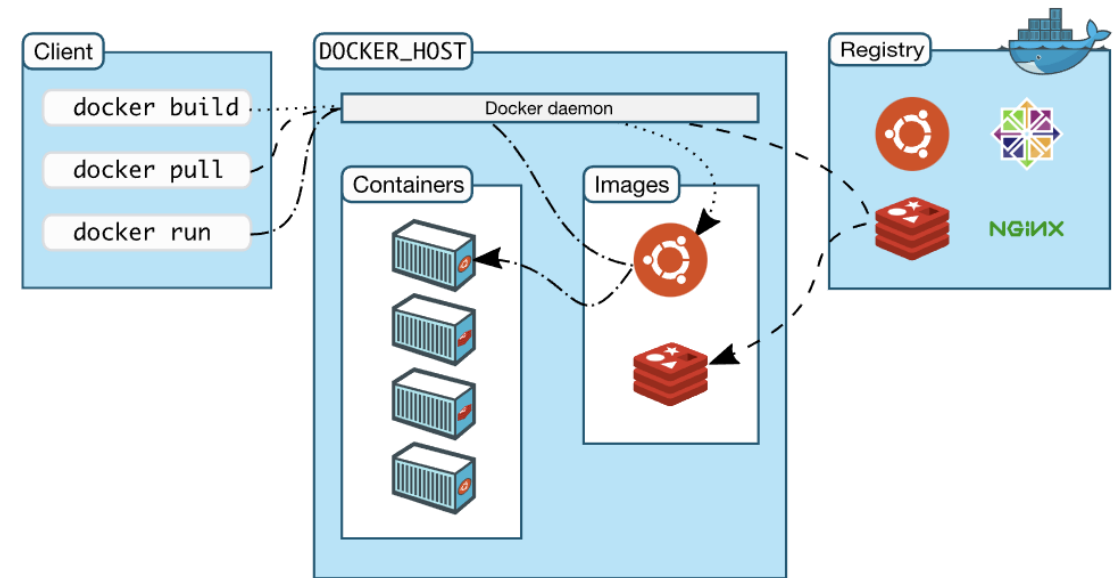 Client
docker build
docker pull
docker run
DOCKER_HOST
Docker daemon
Containers
Images
Registry
NGINX